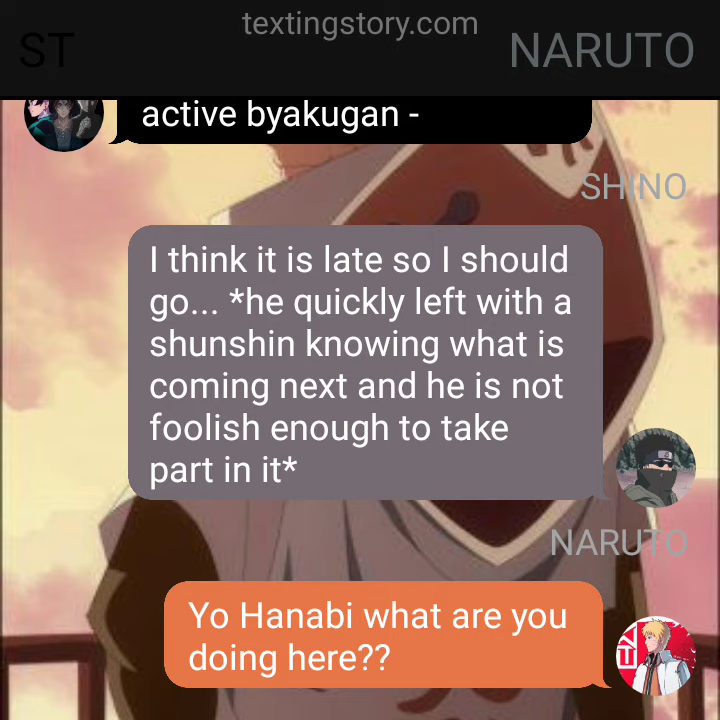 textingstory.com
ST NARUTO
active byakugan -
SHINO
I think it is late so I should
go... *he quickly left with a
shunshin knowing what is
coming next and he is not
foolish enough to take
part in it*
NARUTO
Yo Hanabi what are you
doing here??